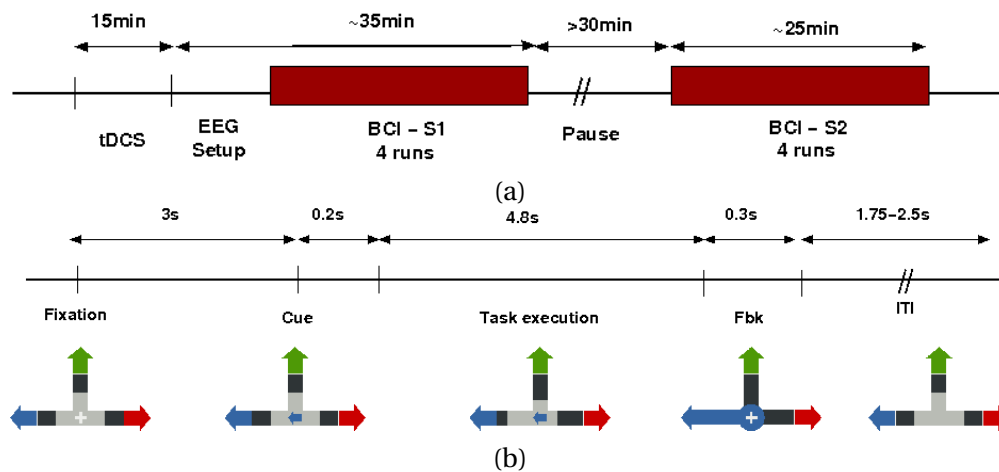 15min
~35min
>30min
~25min
tDCS
EEG
Setup
BCI – S1
4 runs
Pause
BCI – S2
4 runs
(a)
3s
0.2s
4.8s
0.3s
1.75–2.5s
Fixation
Cue
Task execution
Fbk
ITI
(b)